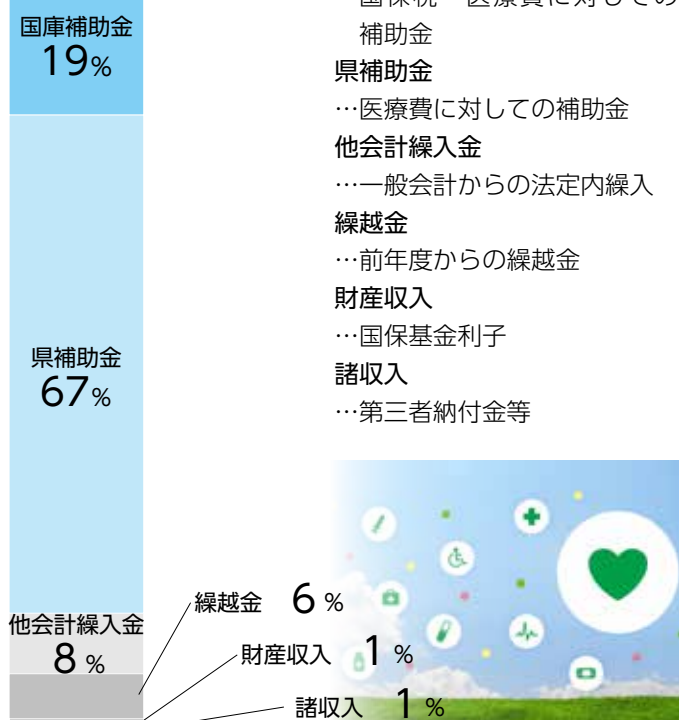 国庫補助金
19%
補助金
県補助金
…医療費に対しての補助金
他会計繰入金
…一般会計からの法定内繰入
繰越金
…前年度からの繰越金
財産収入
…国保基金利子
諸収入
…第三者納付金等
県補助金
67%
他会計繰入金
8 %
繰越金 6 %
財産収入 1 %
諸収入 1 %